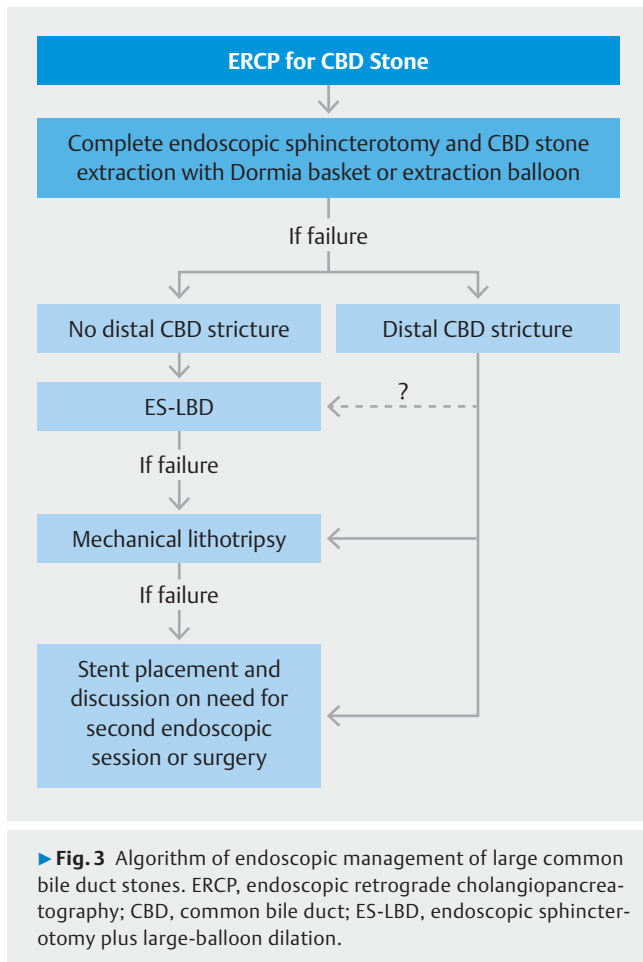 ERCP for CBD Stone
Complete endoscopic sphincterotomy and CBD stone
extraction with Dormia basket or extraction balloon
If failure
No distal CBD stricture
Distal CBD stricture
?
ES-LBD
If failure
Mechanical lithotripsy
If failure
Stent placement and
discussion on need for
second endoscopic
session or surgery
►Fig. 3 Algorithm of endoscopic management of large common
bile duct stones. ERCP, endoscopic retrograde cholangiopancrea-
tography; CBD, common bile duct; ES-LBD, endoscopic sphincter-
otomy plus large-balloon dilation.